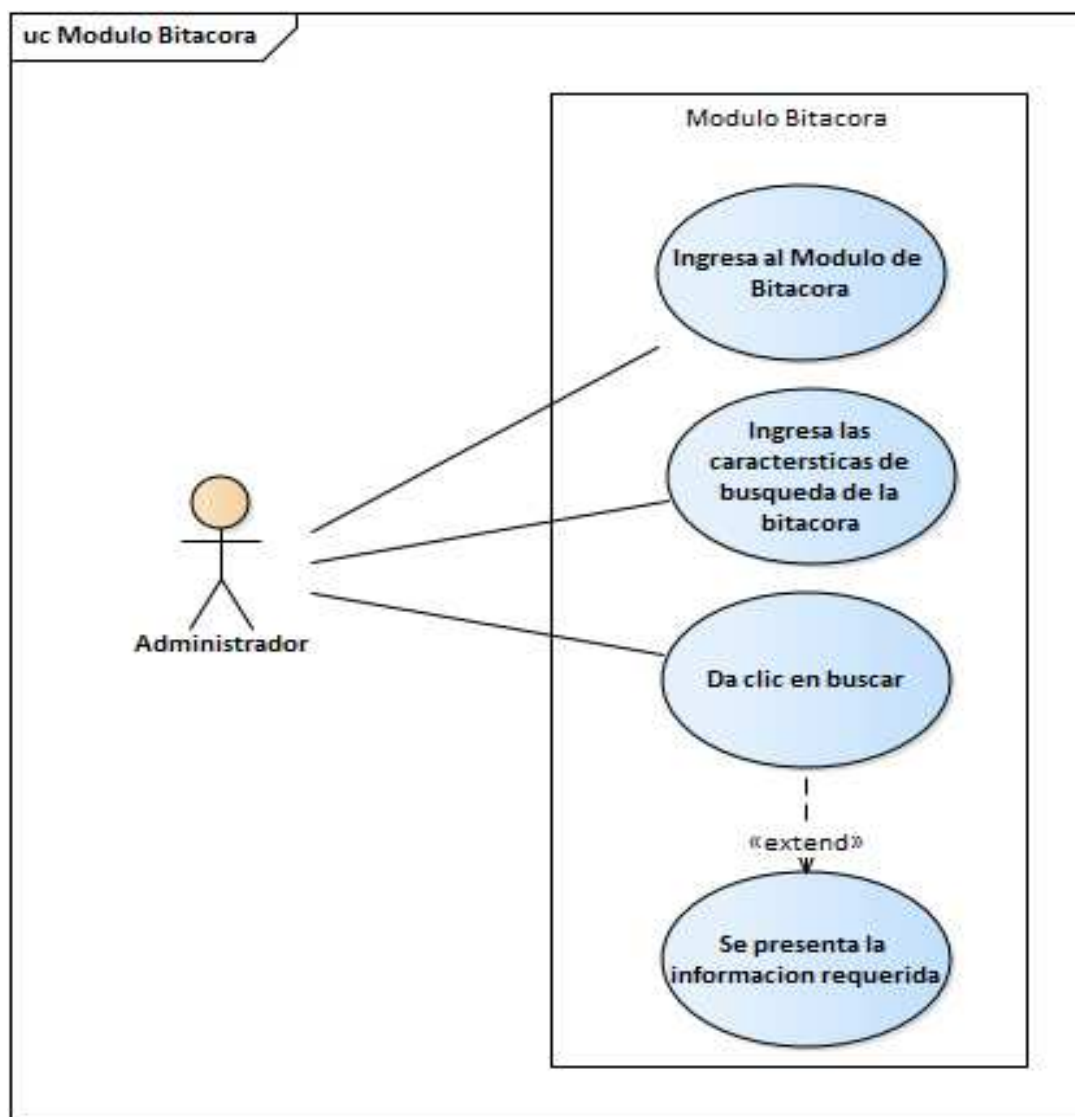 uc Modulo Bitacora
Modulo Bitacora
Ingresa al Modulo de
Bitacora
Ingresa las
caractersticas de
busqueda de la
bitacora
Administrador
Da clic en buscar
«extend»
Se presenta la
informacion requerida